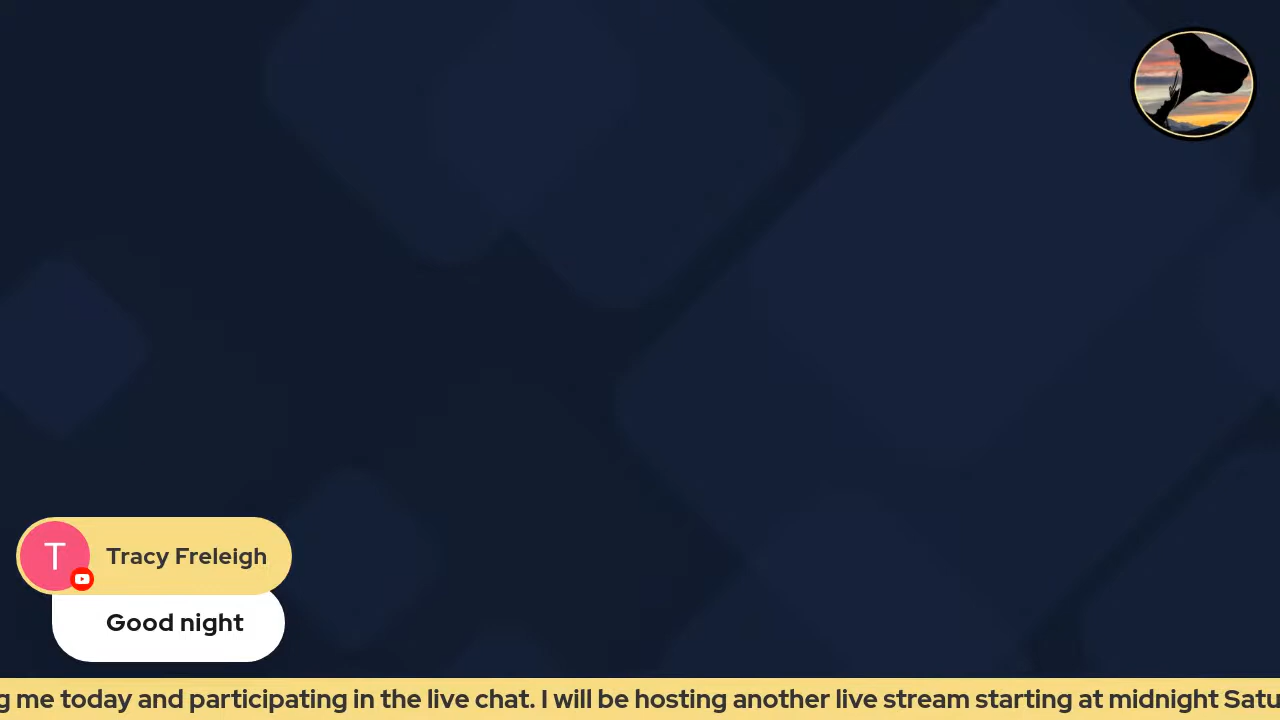 T
Tracy Freleigh
Good night
me today and participating in the live chat. I will be hosting another live stream starting at midnight